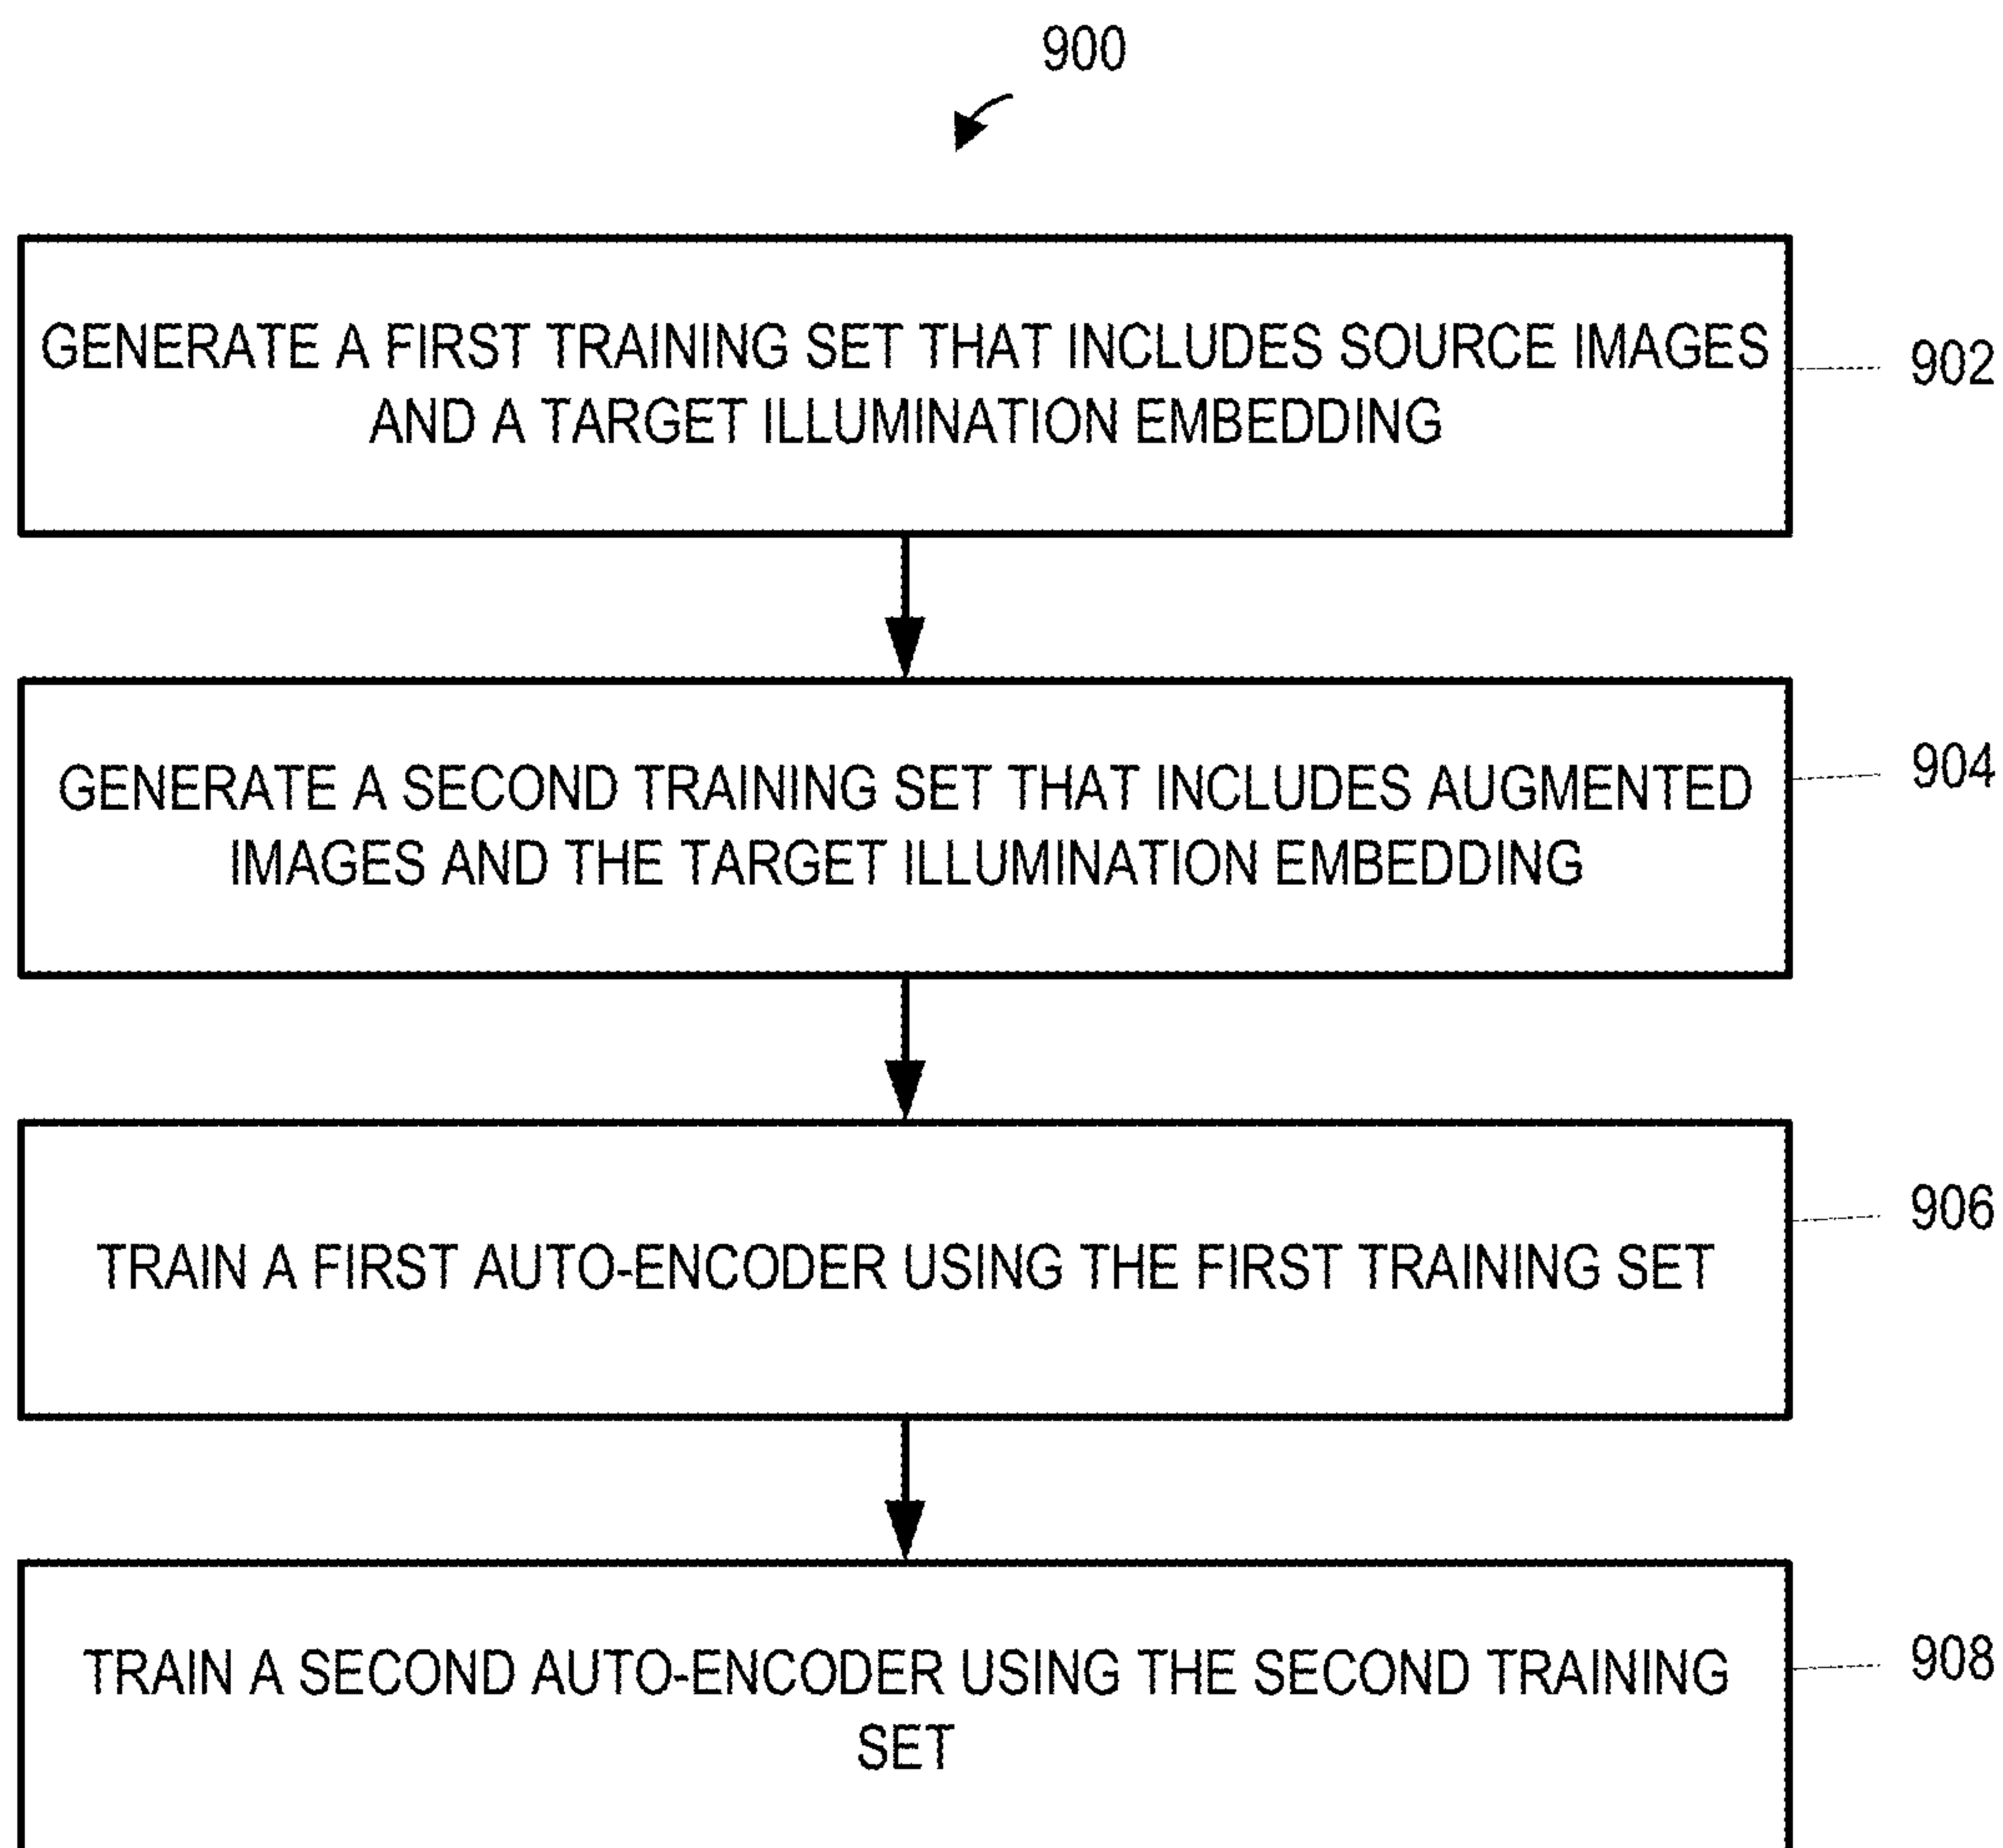 900
GENERATE A FIRST TRAINING SET THAT INCLUDES SOURCE IMAGES
AND A TARGET ILLUMINATION EMBEDDING
902
GENERATE A SECOND TRAINING SET THAT INCLUDES AUGMENTED
IMAGES AND THE TARGET ILLUMINATION EMBEDDING
904
TRAIN A FIRST AUTO-ENCODER USING THE FIRST TRAINING SET
906
TRAIN A SECOND AUTO-ENCODER USING THE SECOND TRAINING
SET
908